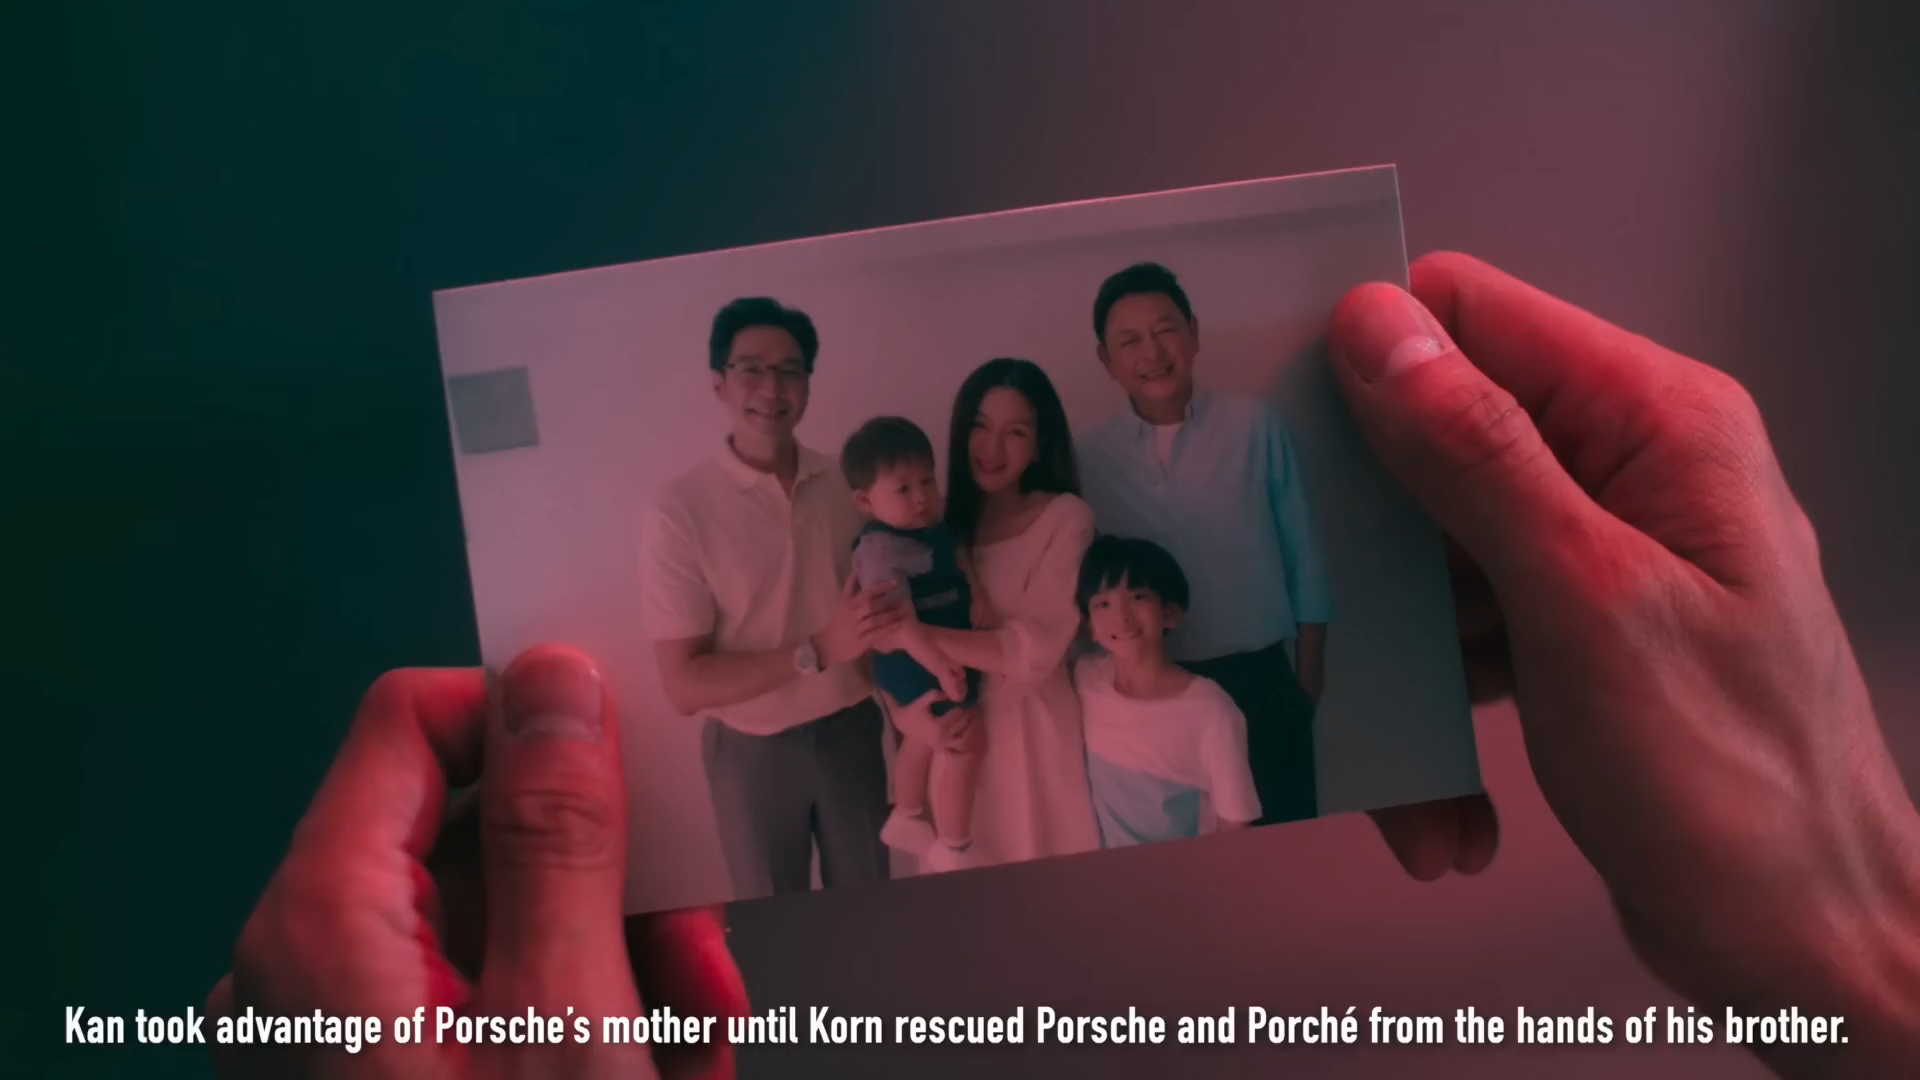 Kan took advantage of Porsche’s mother until Korn rescued Porsche and Porché from the hands of his brother.